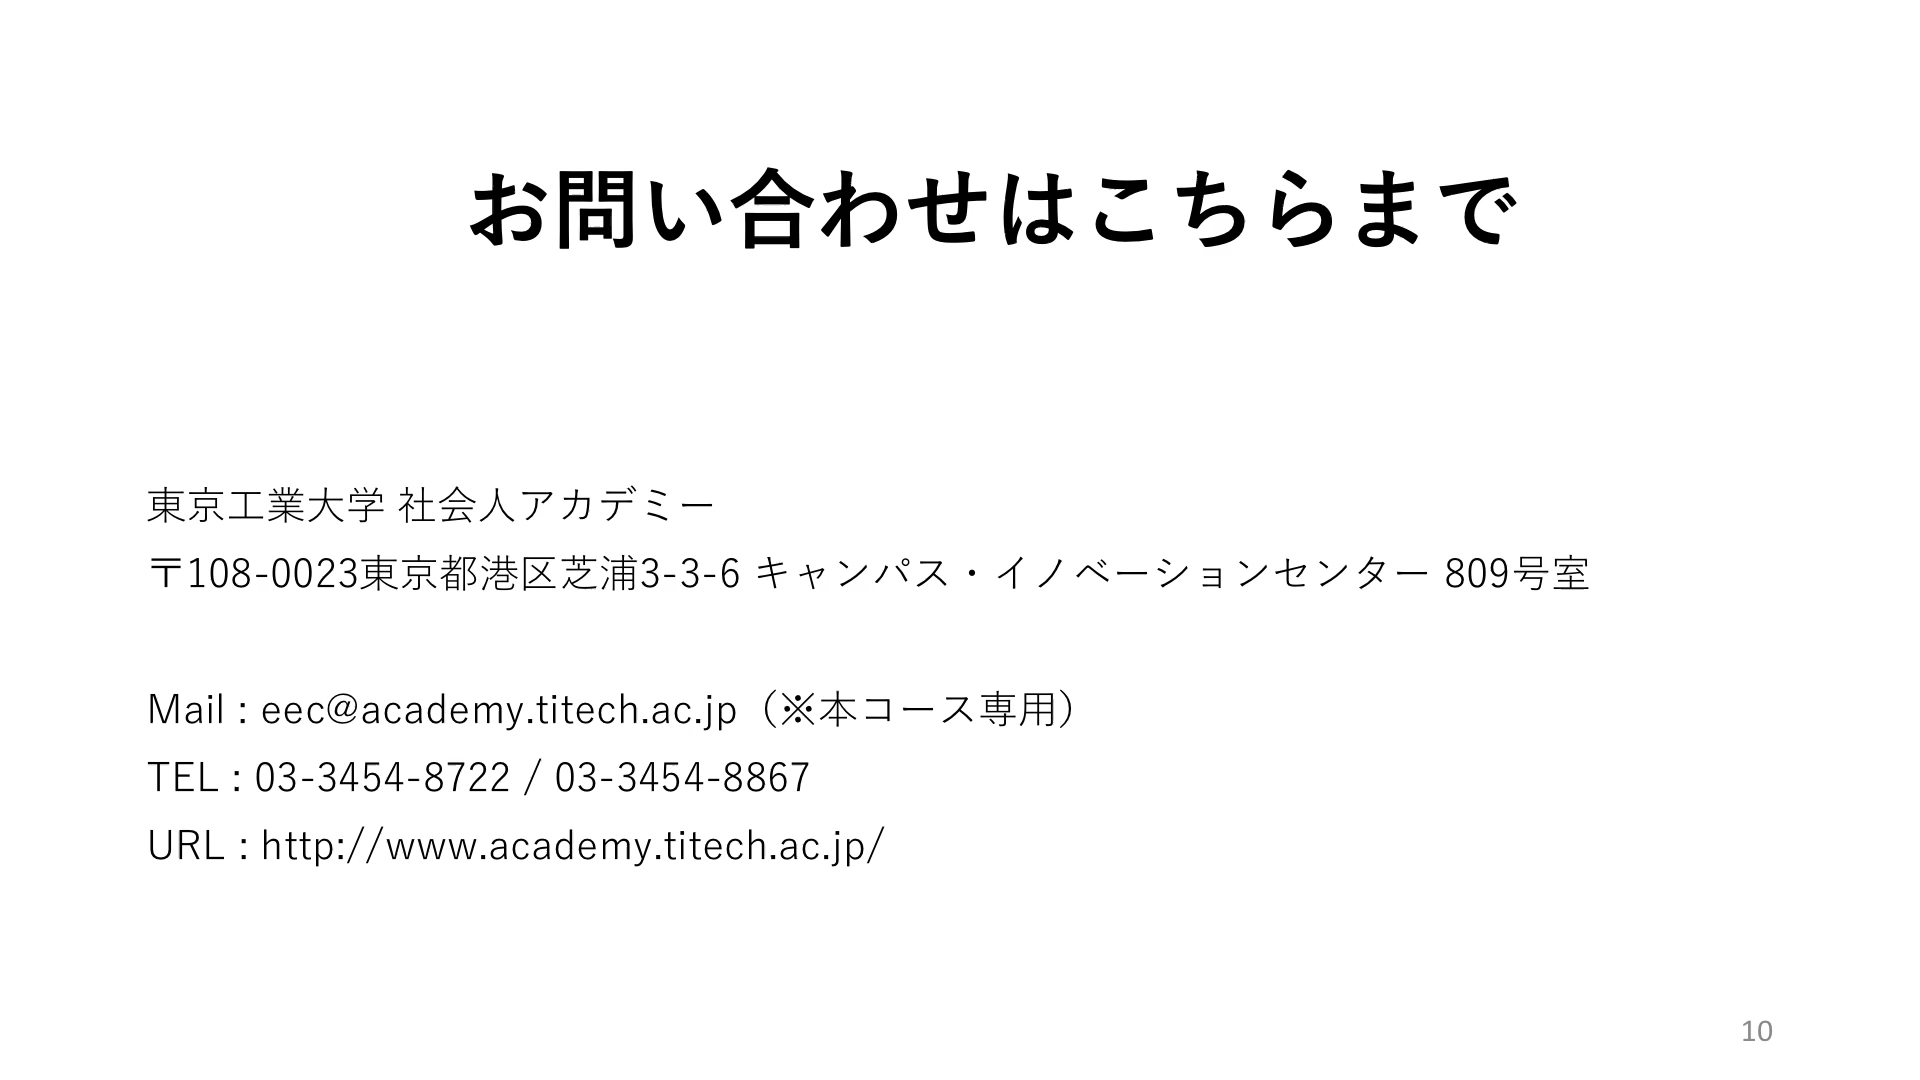 お問い合わせはこちらまで
東京工業大学 社会人アカデミー
〒108-0023東京都港区芝浦3-3-6 キャンパス・イノベーションセンター 809号室
Mail : eec@academy.titech.ac.jp（※本コース専用）
TEL : 03-3454-8722 / 03-3454-8867
URL : http://www.academy.titech.ac.jp/
10